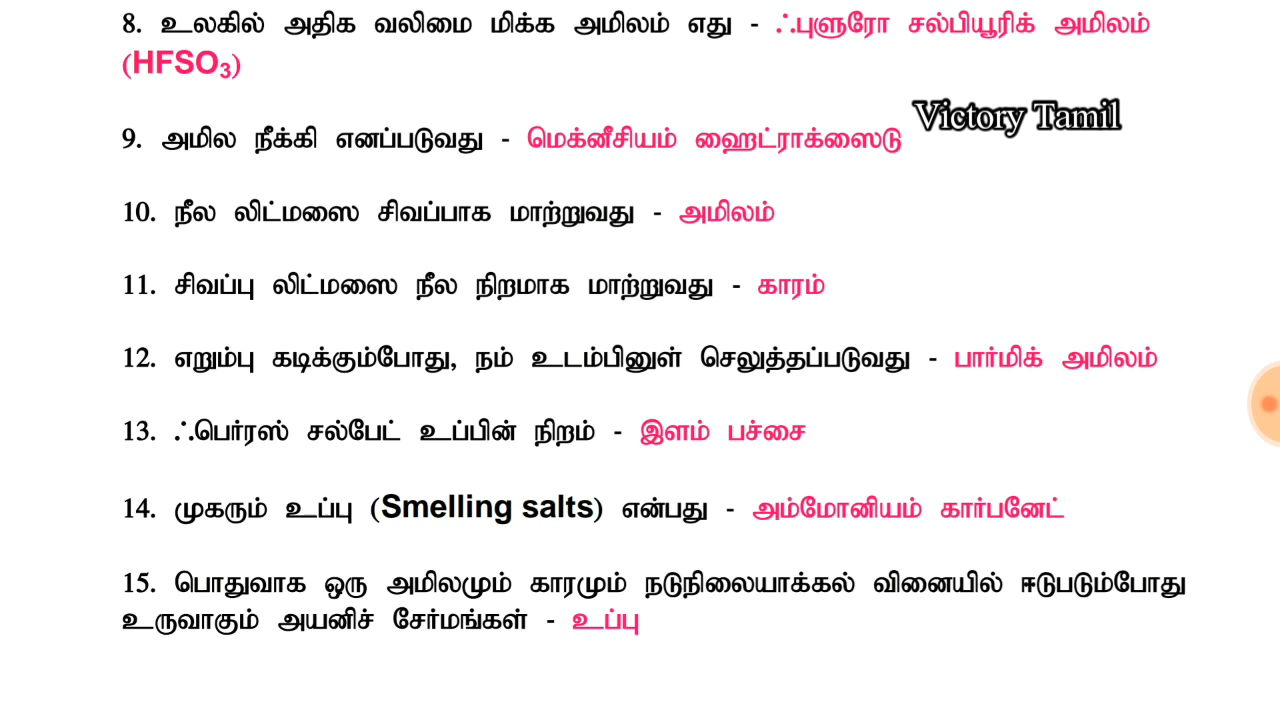 8. உலகில் அதிக வலிமை மிக்க அமிலம் எது - ஃபுளுரோ சல்பியூரிக் அமிலம்
(HFSO₃)
Victory Tamil
9. அமில நீக்கி எனப்படுவது - மெக்னீசியம் ஹைட்ராக்ஸைடு
10. நீல லிட்மஸை சிவப்பாக மாற்றுவது - அமிலம்
11. சிவப்பு லிட்மஸை நீல நிறமாக மாற்றுவது - காரம்
12. எறும்பு கடிக்கும்போது, நம் உடம்பினுள் செலுத்தப்படுவது - பார்மிக் அமிலம்
13. ஃபெர்ரஸ் சல்பேட் உப்பின் நிறம் - இளம் பச்சை
14. முகரும் உப்பு (Smelling salts) என்பது - அம்மோனியம் கார்பனேட்
15. பொதுவாக ஒரு அமிலமும் காரமும் நடுநிலையாக்கல் வினையில் ஈடுபடும்போது
உருவாகும் அயனிச் சேர்மங்கள் - உப்பு